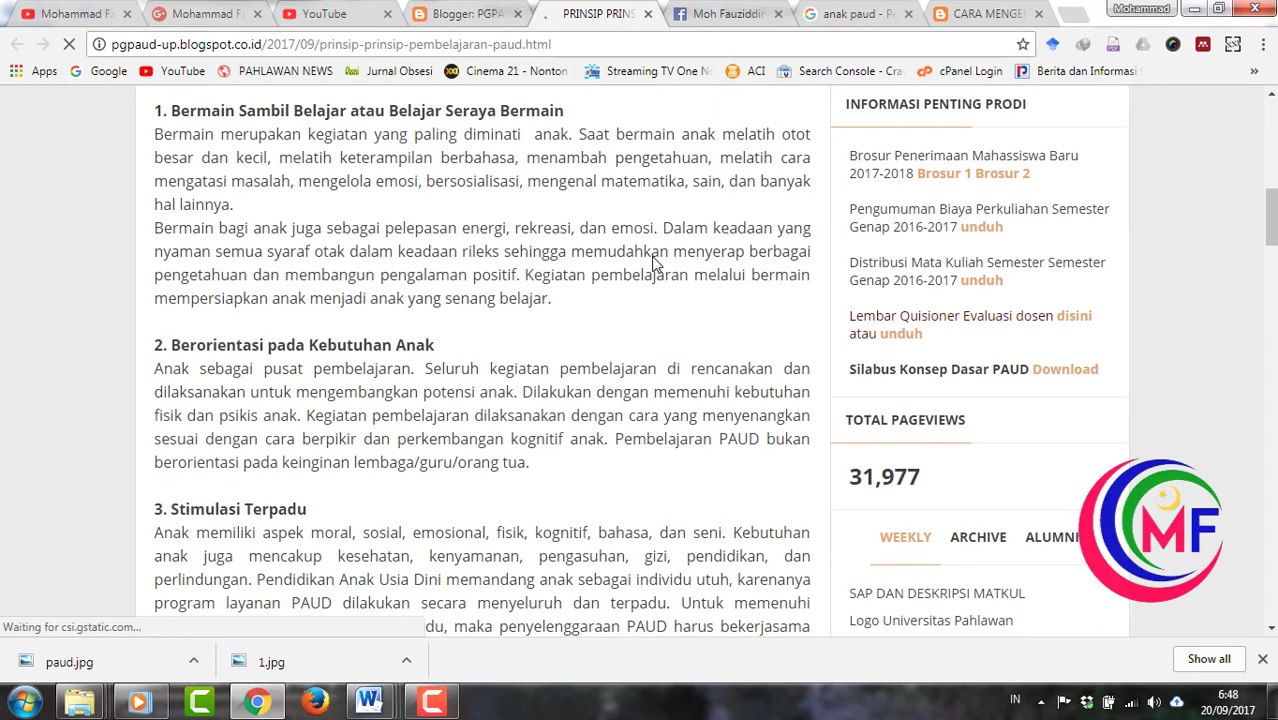 Mohammad Fa
Mohammad F
YouTube
Blogger: PGPA
PRINSIP PRINS
Moh Fauziddin
anak paud - Pe
CARA MENGE
Mohammad
pgpaud-up.blogspot.co.id/2017/09/prinsip-prinsip-pembelajaran-paud.html
Apps
Google
YouTube
PAHLAWAN NEWS
Jurnal Obsesi
Cinema 21 - Nonton
Streaming TV One No
ACI
Search Console - Cra
cPanel Login
Berita dan Informasi
1. Bermain Sambil Belajar atau Belajar Seraya Bermain
Bermain merupakan kegiatan yang paling diminati anak. Saat bermain anak melatih otot
besar dan kecil, melatih keterampilan berbahasa, menambah pengetahuan, melatih cara
mengatasi masalah, mengelola emosi, bersosialisasi, mengenal matematika, sain, dan banyak
hal lainnya.
Bermain bagi anak juga sebagai pelepasan energi, rekreasi, dan emosi. Dalam keadaan yang
nyaman semua syaraf otak dalam keadaan rileks sehingga memudahkan menyerap berbagai
pengetahuan dan membangun pengalaman positif. Kegiatan pembelajaran melalui bermain
mempersiapkan anak menjadi anak yang senang belajar.
2. Berorientasi pada Kebutuhan Anak
Anak sebagai pusat pembelajaran. Seluruh kegiatan pembelajaran di rencanakan dan
dilaksanakan untuk mengembangkan potensi anak. Dilakukan dengan memenuhi kebutuhan
fisik dan psikis anak. Kegiatan pembelajaran dilaksanakan dengan cara yang menyenangkan
sesuai dengan cara berpikir dan perkembangan kognitif anak. Pembelajaran PAUD bukan
berorientasi pada keinginan lembaga/guru/orang tua.
3. Stimulasi Terpadu
Anak memiliki aspek moral, sosial, emosional, fisik, kognitif, bahasa, dan seni. Kebutuhan
anak juga mencakup kesehatan, kenyamanan, pengasuhan, gizi, pendidikan, dan
perlindungan. Pendidikan Anak Usia Dini memandang anak sebagai individu utuh, karenanya
program layanan PAUD dilakukan secara menyeluruh dan terpadu. Untuk memenuhi
du, maka penyelenggaraan PAUD harus bekerjasama
INFORMASI PENTING PRODI
Brosur Penerimaan Mahassiswa Baru
2017-2018 Brosur 1 Brosur 2
Pengumuman Biaya Perkuliahan Semester
Genap 2016-2017 unduh
Distribusi Mata Kuliah Semester Semester
Genap 2016-2017 unduh
Lembar Quisioner Evaluasi dosen disini
atau unduh
Silabus Konsep Dasar PAUD Download
TOTAL PAGEVIEWS
31,977
WEEKLY
ARCHIVE
ALUMNI
SAP DAN DESKRIPSI MATKUL
Logo Universitas Pahlawan
MF
Waiting for csi.gstatic.com...
paud.jpg
1.jpg
Show all
IN
6:48
20/09/2017